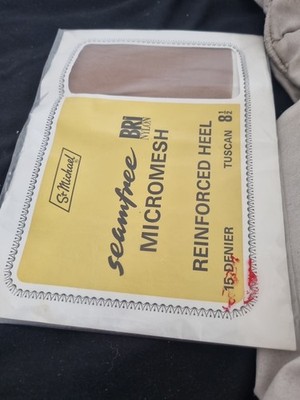 St Michael
seamfree BRI
NYLON
MICROMESH
REINFORCED HEEL
15 DENIER TUSCAN 8½